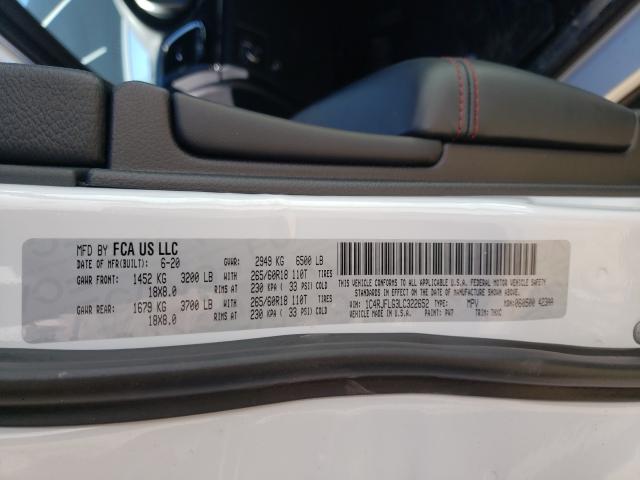 MFD BY FCA US LLC
DATE OF MFR(BUILT): 6-20 GVWR: 2949 KG 6500 LB
GAWR FRONT: 1452 KG 3200 LB WITH 265/60R18 110T TIRES
18X8.0 RIMS AT 230 KPA ( 33 PSI COLD)
GAWR REAR: 1679 KG 3700 LB WITH 265/60R18 110T TIRES
18X8.0 RIMS AT 230 KPA ( 33 PSI COLD)
THIS VEHICLE CONFORMS TO ALL APPLICABLE U.S.A. FEDERAL MOTOR VEHICLE SAFETY
STANDARDS IN EFFECT ON THE DATE OF MANUFACTURE SHOWN ABOVE.
VIN: 1C4RJFLG3LC322652 TYPE: MPV MDH:
VEHICLE MADE IN U.S.A. PAINT: PW7 TRIM: